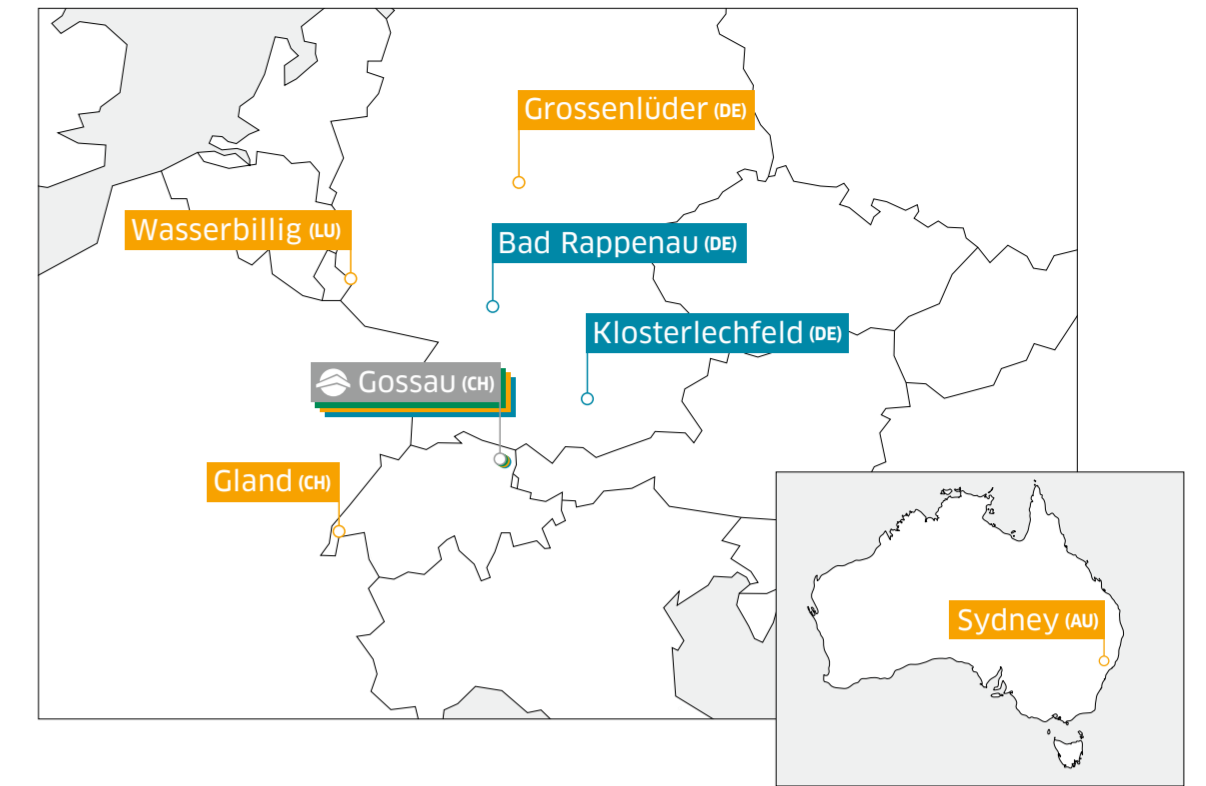 Grossenlüder (DE)
Wasserbillig (LU)
Bad Rappenau (DE)
Klosterlechfeld (DE)
Gossau (CH)
Gland (CH)
Sydney (AU)